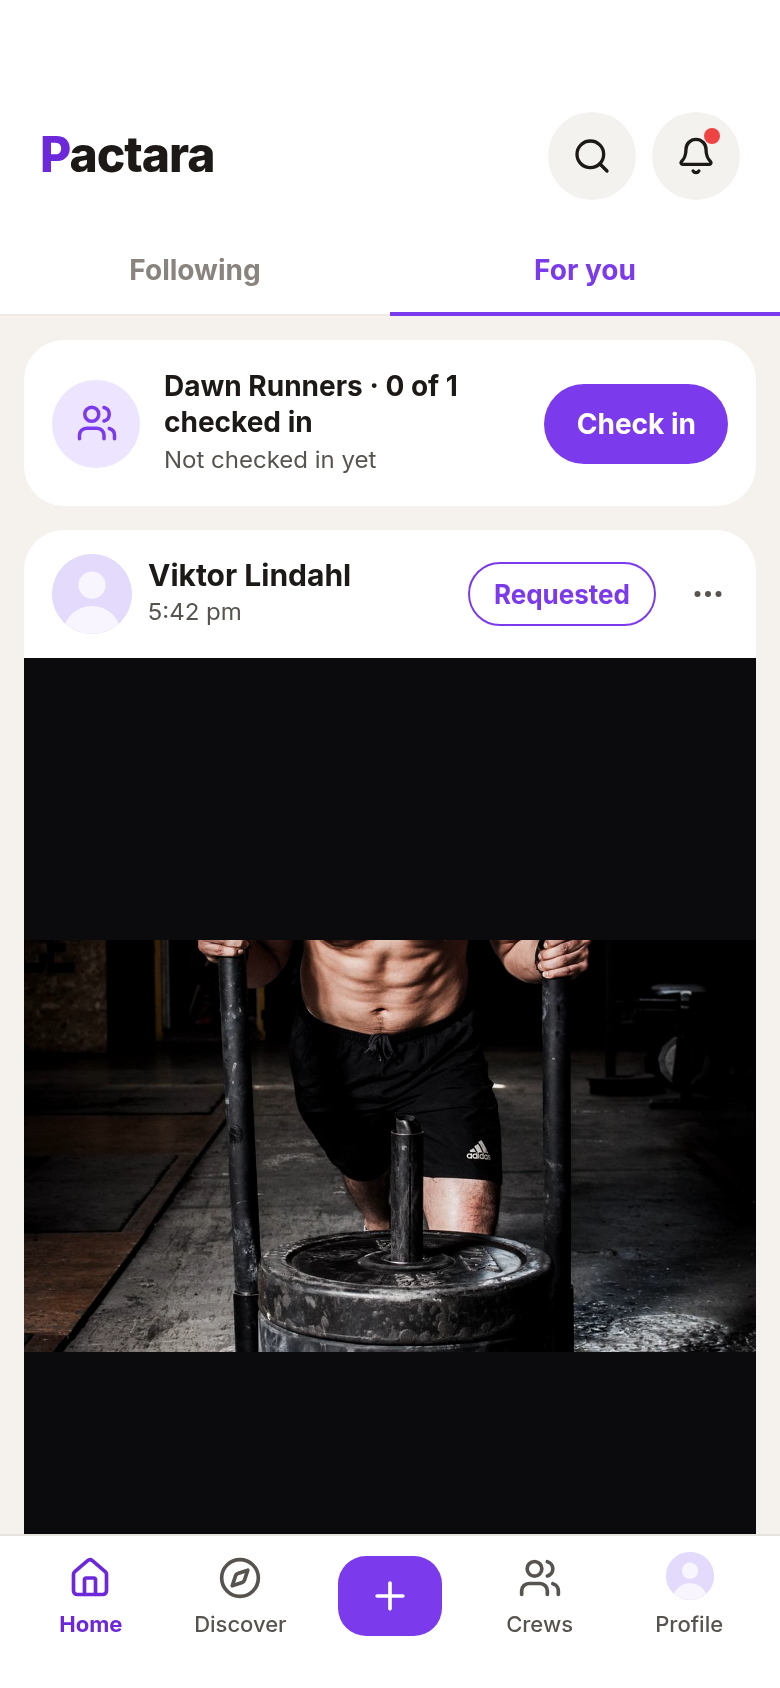 Pactara
Following
For you
Dawn Runners · 0 of 1
checked in
Not checked in yet
Check in
Viktor Lindahl
5:42 pm
Requested
adidas
Home
Discover
Crews
Profile